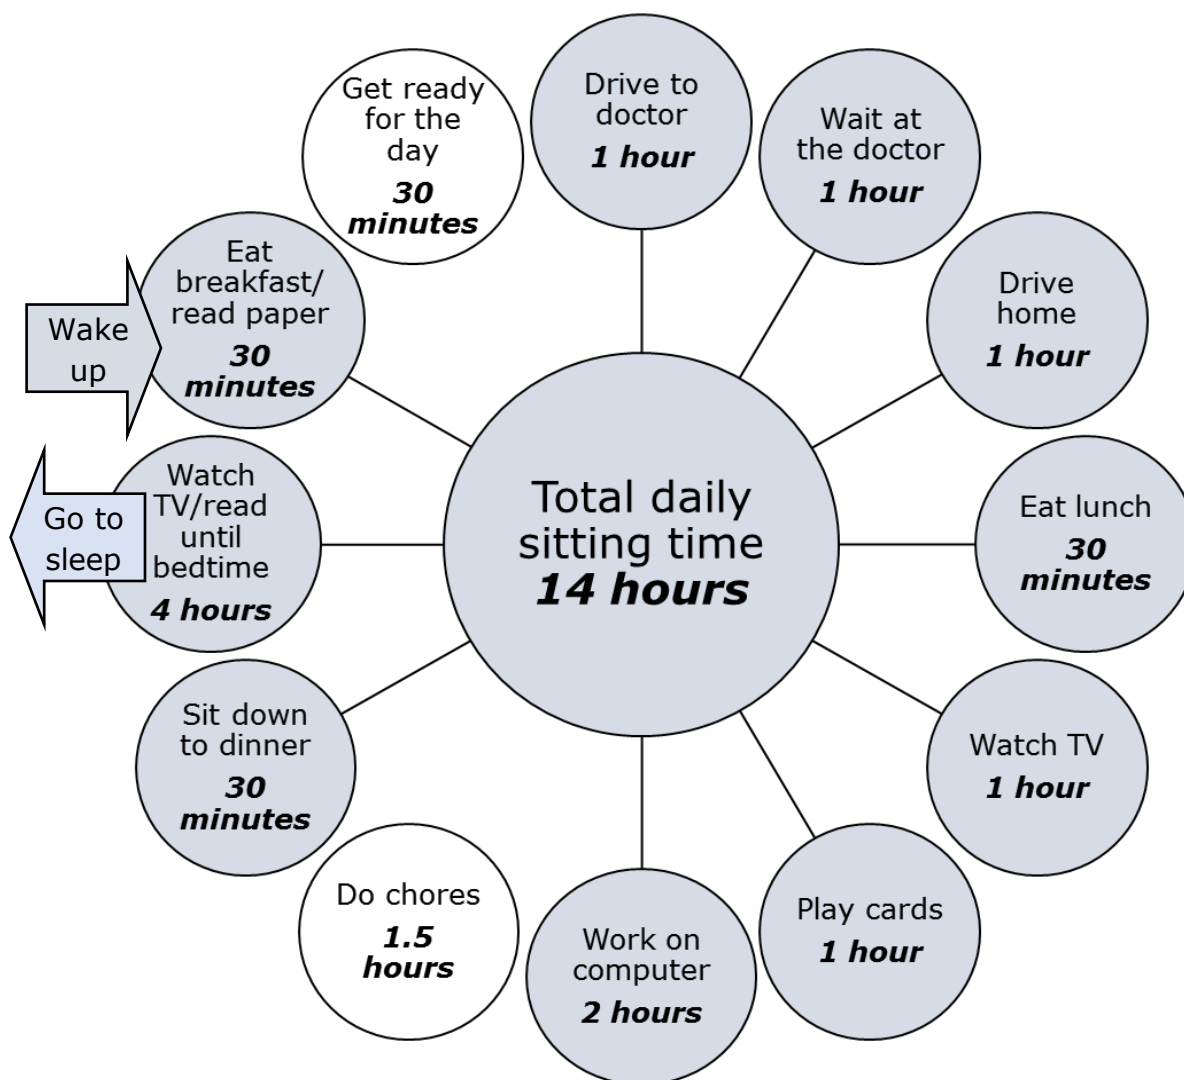 Wake
up
Eat
breakfast/
read paper
30
minutes
Get ready
for the
day
30
minutes
Drive to
doctor
1 hour
Wait at
the doctor
1 hour
Drive
home
1 hour
Eat lunch
30
minutes
Watch TV
1 hour
Play cards
1 hour
Work on
computer
2 hours
Do chores
1.5
hours
Sit down
to dinner
30
minutes
Watch
TV/read
until
bedtime
4 hours
Go to
sleep
Total daily
sitting time
14 hours